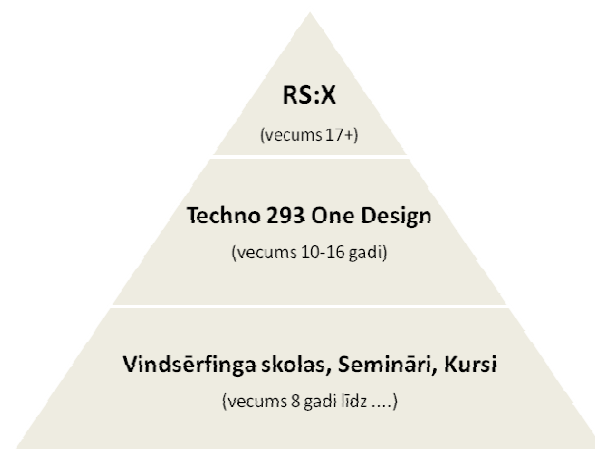 RS:X
(vecums 17+)
Techno 293 One Design
(vecums 10-16 gadi)
Vindsērfinga skolas, Semināri, Kursi
(vecums 8 gadi līdz ....)